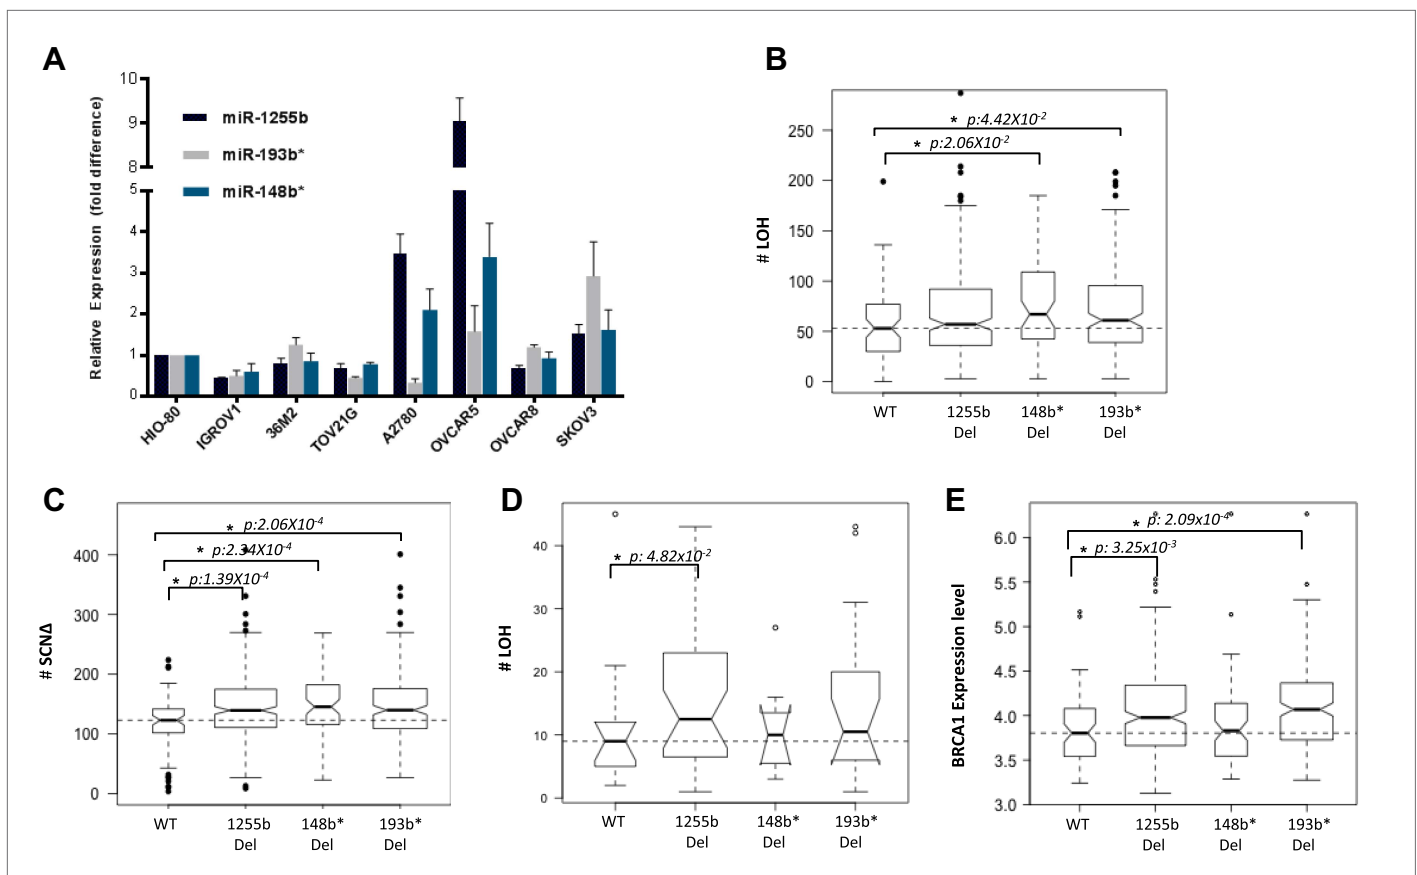 A
Relative Expression (fold difference)
10
9
8
5
4
3
2
1
0
miR-1255b
miR-193b*
miR-148b*
HIO-80
IGROV1
36M2
TOV21G
A2780
OVCAR5
OVCAR8
SKOV3
B
# LOH
250
200
150
100
50
0
* p:4.42X10-2
* p:2.06X10-2
WT 1255b 148b* 193b*
Del Del Del
C
# SCNΔ
400
300
200
100
0
* p:2.06X10-4
* p:2.34X10-4
* p:1.39X10-4
WT 1255b 148b* 193b*
Del Del Del
D
# LOH
40
30
20
10
0
* p: 4.82x10-2
WT 1255b 148b* 193b*
Del Del Del
E
BRCA1 Expression level
6.0
5.5
5.0
4.5
4.0
3.5
3.0
* p: 2.09x10-4
* p: 3.25x10-3
WT 1255b 148b* 193b*
Del Del Del